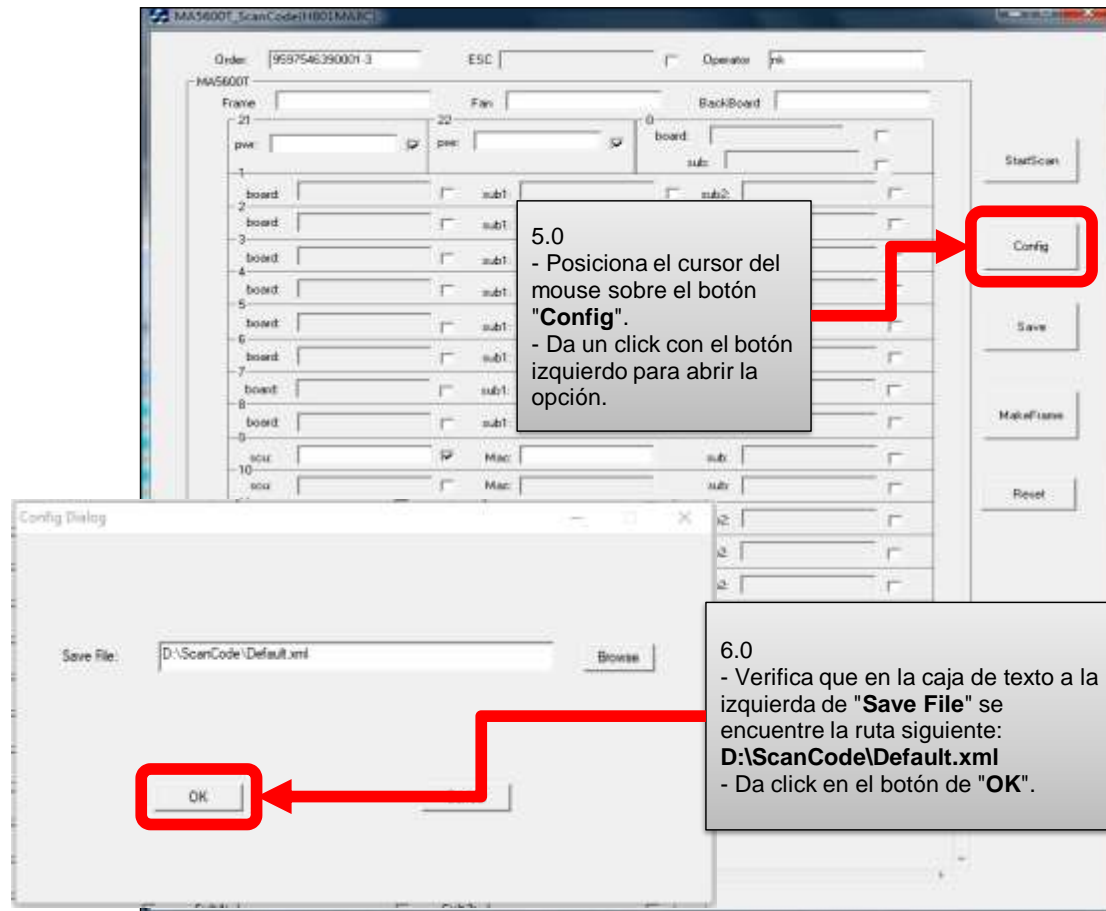 MA5600T_ScanCode(H801MABC)
Order: 9597546390001-3 ESC Operator
MA5600T
Frame Fan BackBoard
21 22 0
pwr: pwr: board:
sub:
StartScan
1
board: sub1: sub2:
2
board: sub1:
3
board: sub1:
4
board: sub1:
5
board: sub1:
6
board: sub1:
7
board: sub1:
8
board: sub1:
9
scu: Mac: sub:
10
scu: Mac: sub:
Config
Save
MakeFrame
Reset
5.0
- Posiciona el cursor del
mouse sobre el botón
"Config".
- Da un click con el botón
izquierdo para abrir la
opción.
Config Dialog
Save File: D:\ScanCode\Default.xml Browse
OK
6.0
- Verifica que en la caja de texto a la
izquierda de "Save File" se
encuentre la ruta siguiente:
D:\ScanCode\Default.xml
- Da click en el botón de "OK".